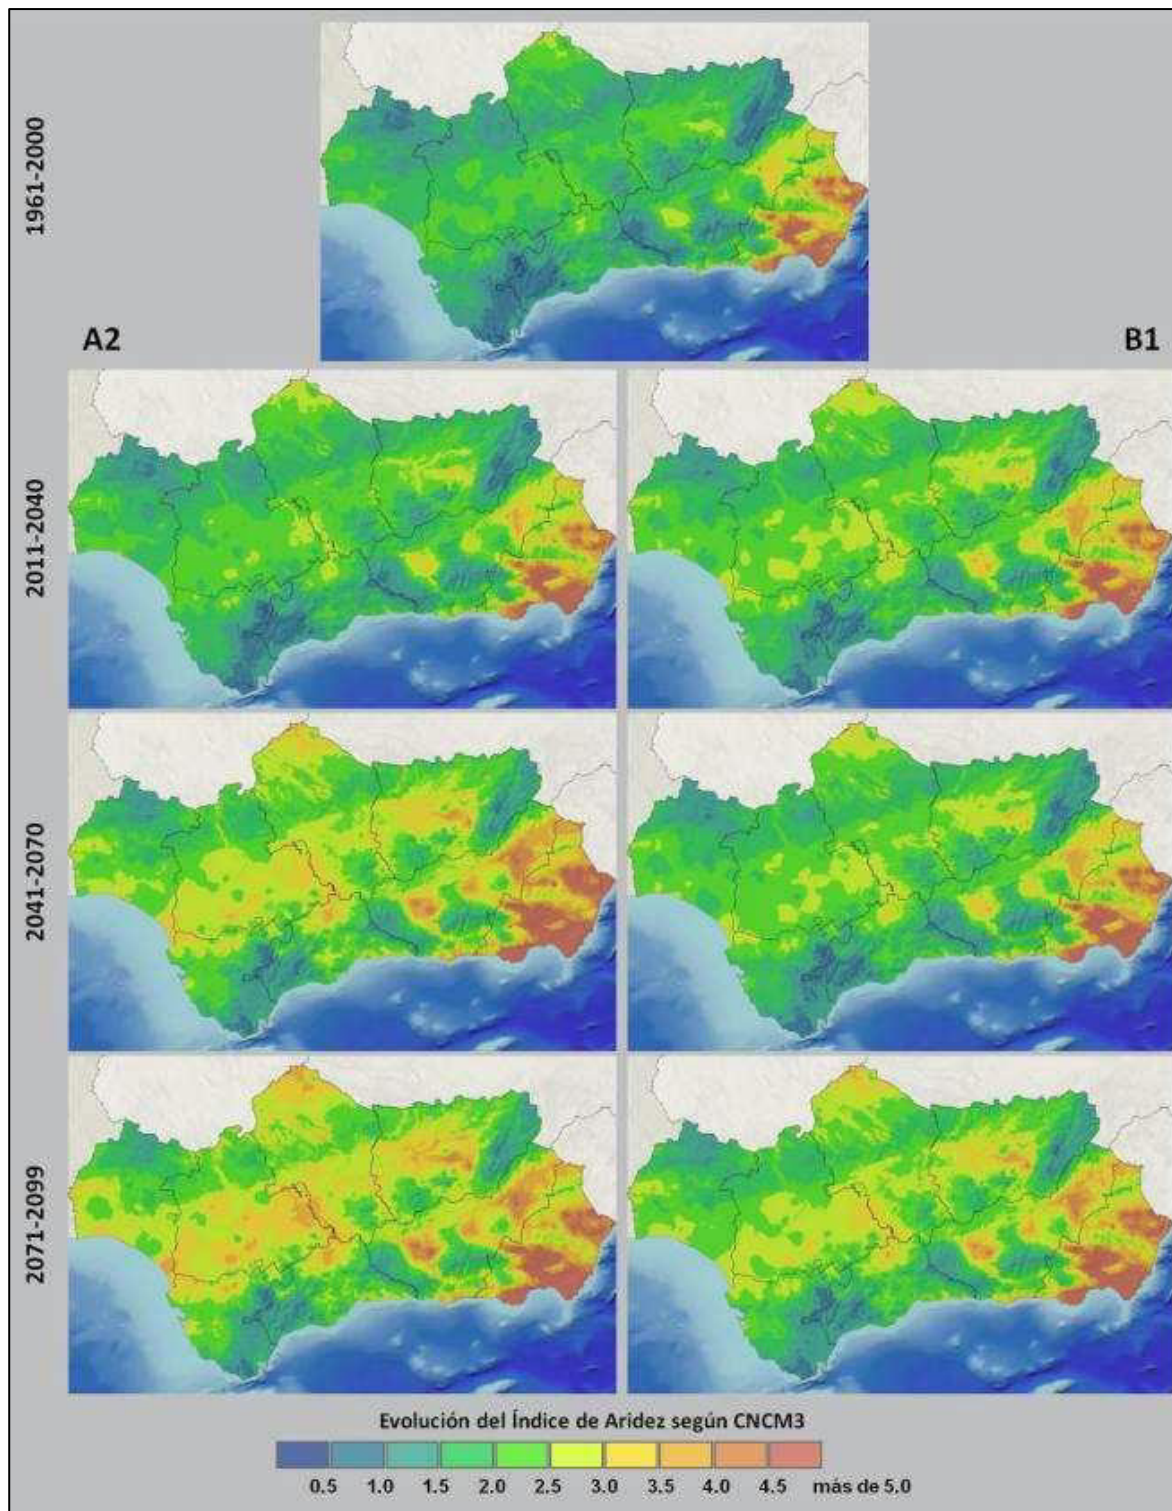 1961-2000
A2
B1
2011-2040
2041-2070
2071-2099
Evolución del Índice de Aridez según CNCM3
0.5 1.0 1.5 2.0 2.5 3.0 3.5 4.0 4.5 más de 5.0